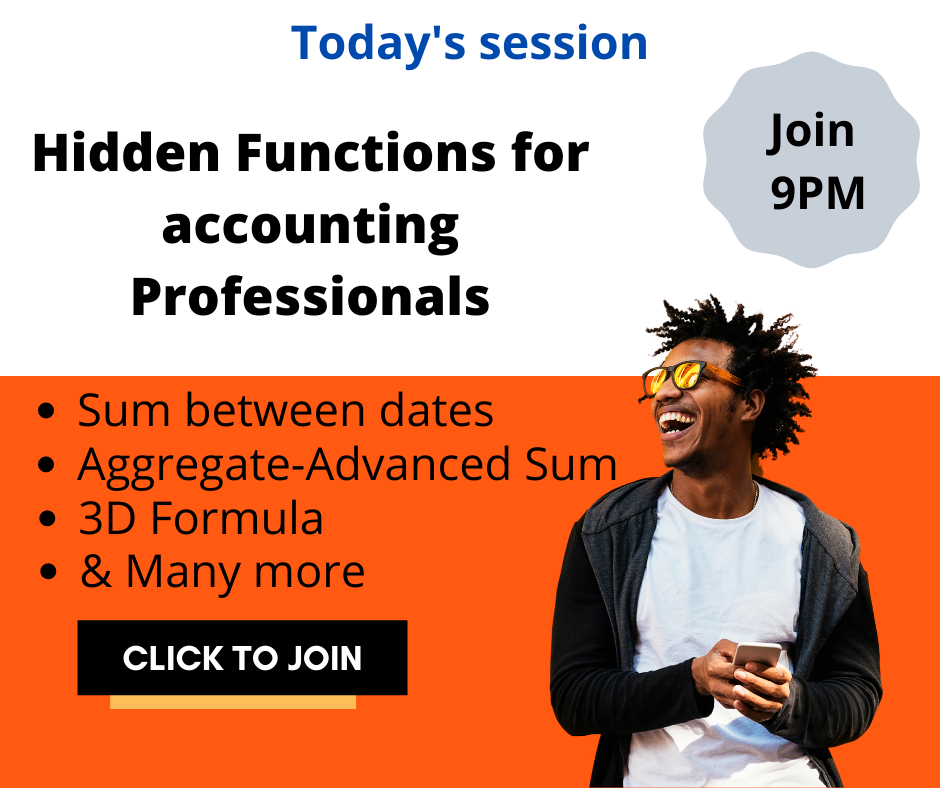 Today's session
Hidden Functions for
accounting
Professionals
Join
9PM
• Sum between dates
• Aggregate-Advanced Sum
• 3D Formula
• & Many more
CLICK TO JOIN